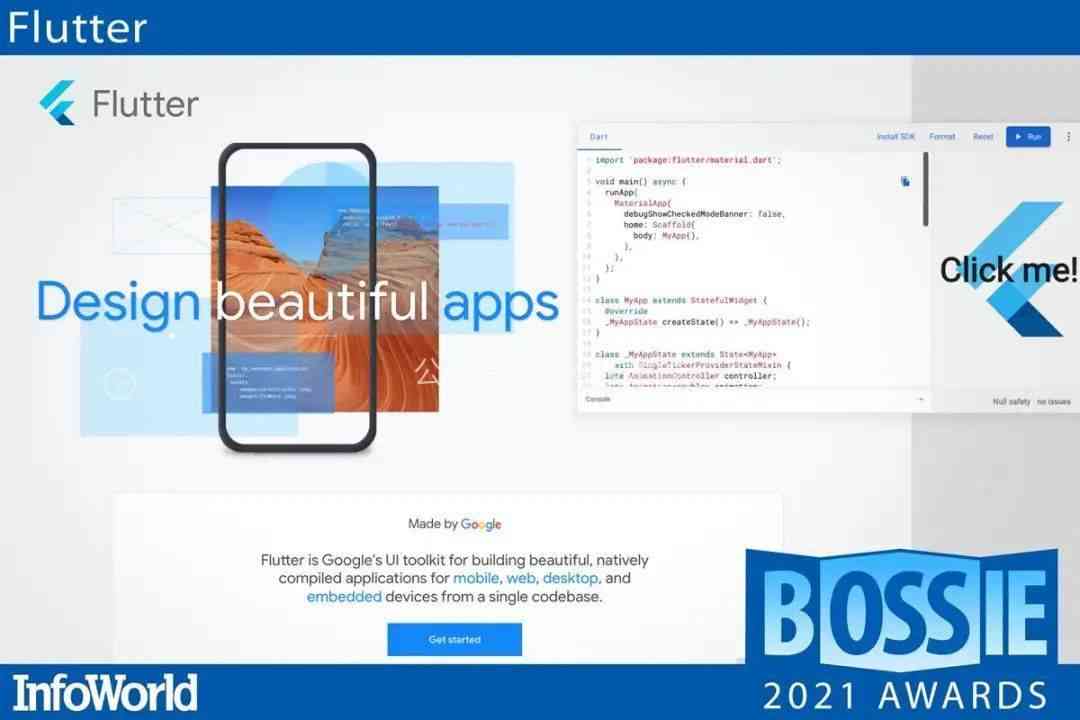 Flutter
Flutter
Design beautiful apps
公
Dart
Install SDK
Format
Reset
Run
import 'package:flutter/material.dart';
void main() async {
runApp(
MaterialApp(
debugShowCheckedModeBanner: false,
home: Scaffold(
body: MyApp(),
),
),
);
}
class MyApp extends StatefulWidget {
@override
_MyAppState createState() => _MyAppState();
}
class _MyAppState extends State<MyApp>
with SingleTickerProviderStateMixin {
late AnimationController controller;
Console
Click me!
Null safety · no issues
Made by Google
Flutter is Google's UI toolkit for building beautiful, natively
compiled applications for mobile, web, desktop, and
embedded devices from a single codebase.
Get started
BOSSIE
2021 AWARDS
InfoWorld